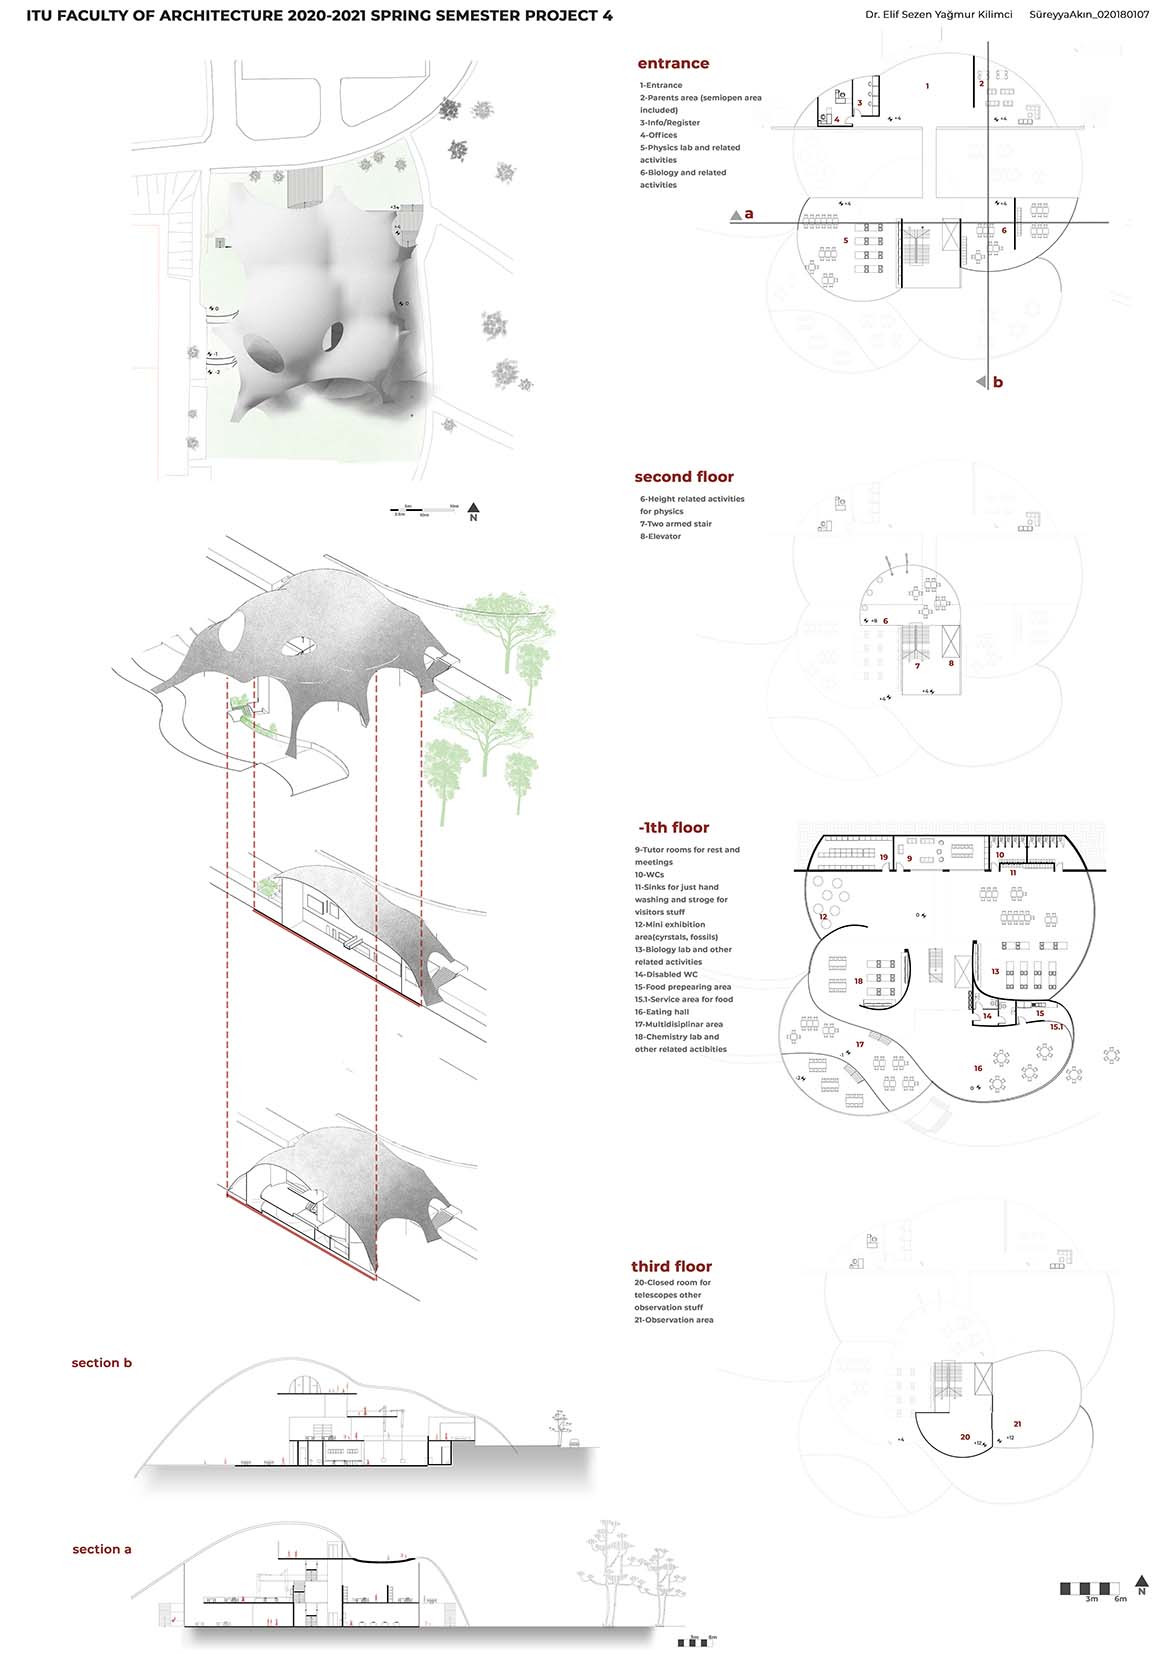 ITU FACULTY OF ARCHITECTURE 2020-2021 SPRING SEMESTER PROJECT 4
Dr. Elif Sezen Yağmur Kilimci SüreyyaAkın_020180107
entrance
1-Entrance
2-Parents area (semiopen area
included)
3-Info/Register
4-Offices
5-Physics lab and related
activities
6-Biology and related
activities
1
2
3
4
+4
+4
+4
+4
a
5
6
b
N
second floor
6-Height related activities
for physics
7-Two armed stair
8-Elevator
+8
6
7
8
+4
+4
-1th floor
9-Tutor rooms for rest and
meetings
10-WCs
11-Sinks for just hand
washing and stroge for
visitors stuff
12-Mini exhibition
area(cyrstals, fossils)
13-Biology lab and other
related activities
14-Disabled WC
15-Food prepearing area
15.1-Service area for food
16-Eating hall
17-Multidisiplinar area
18-Chemistry lab and
other related actibities
19
9
10
11
12
0
13
18
14
15
15.1
17
-1
16
-2
0
third floor
20-Closed room for
telescopes other
observation stuff
21-Observation area
21
20
+12
+12
+4
section b
section a
3m 6m
N
3m 6m